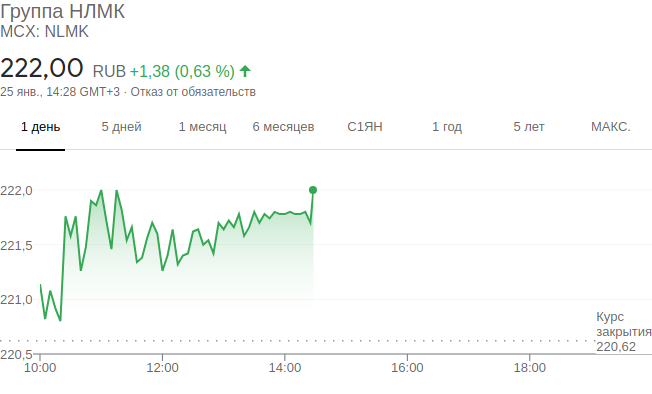 Группа НЛМК
MCX: NLMK
222,00 RUB +1,38 (0,63 %)
25 янв., 14:28 GMT+3 · Отказ от обязательств
1 день 5 дней 1 месяц 6 месяцев С1ЯН 1 год 5 лет МАКС.
222,0
221,5
221,0
Курс
закрытия
220,62
220,5
10:00 12:00 14:00 16:00 18:00